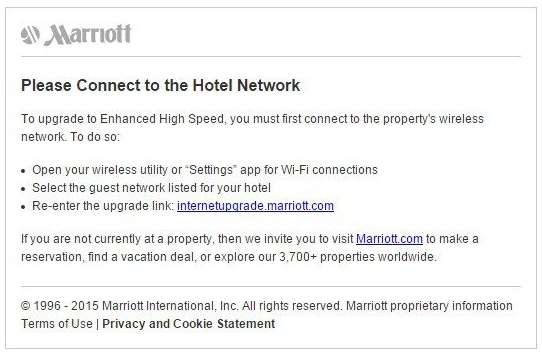 Marriott
Please Connect to the Hotel Network
To upgrade to Enhanced High Speed, you must first connect to the property's wireless
network. To do so:
• Open your wireless utility or “Settings” app for Wi-Fi connections
• Select the guest network listed for your hotel
• Re-enter the upgrade link: internetupgrade.marriott.com
If you are not currently at a property, then we invite you to visit Marriott.com to make a
reservation, find a vacation deal, or explore our 3,700+ properties worldwide.
© 1996 - 2015 Marriott International, Inc. All rights reserved. Marriott proprietary information
Terms of Use | Privacy and Cookie Statement